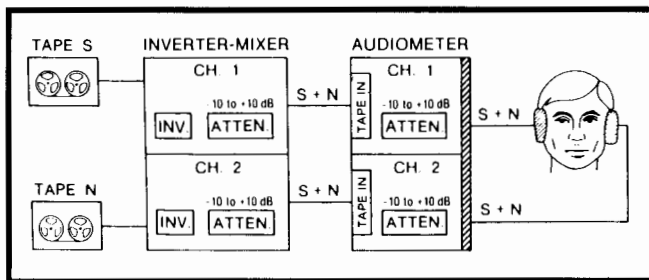 TAPE S
INVERTER-MIXER
AUDIOMETER
CH. 1
-10 to +10 dB
INV.
ATTEN.
S + N
TAPE IN
CH. 1
-10 to +10 dB
ATTEN.
S + N
TAPE N
CH. 2
-10 to +10 dB
INV.
ATTEN.
S + N
TAPE IN
CH. 2
-10 to +10 dB
ATTEN.
S + N